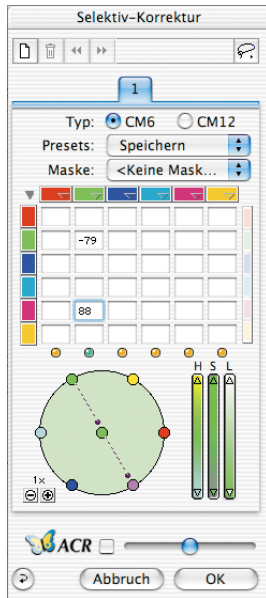 Selektiv-Korrektur
1
Typ: CM6 CM12
Presets: Speichern
Maske: <Keine Mask...
-79
88
H S L
1x
ACR
Abbruch OK